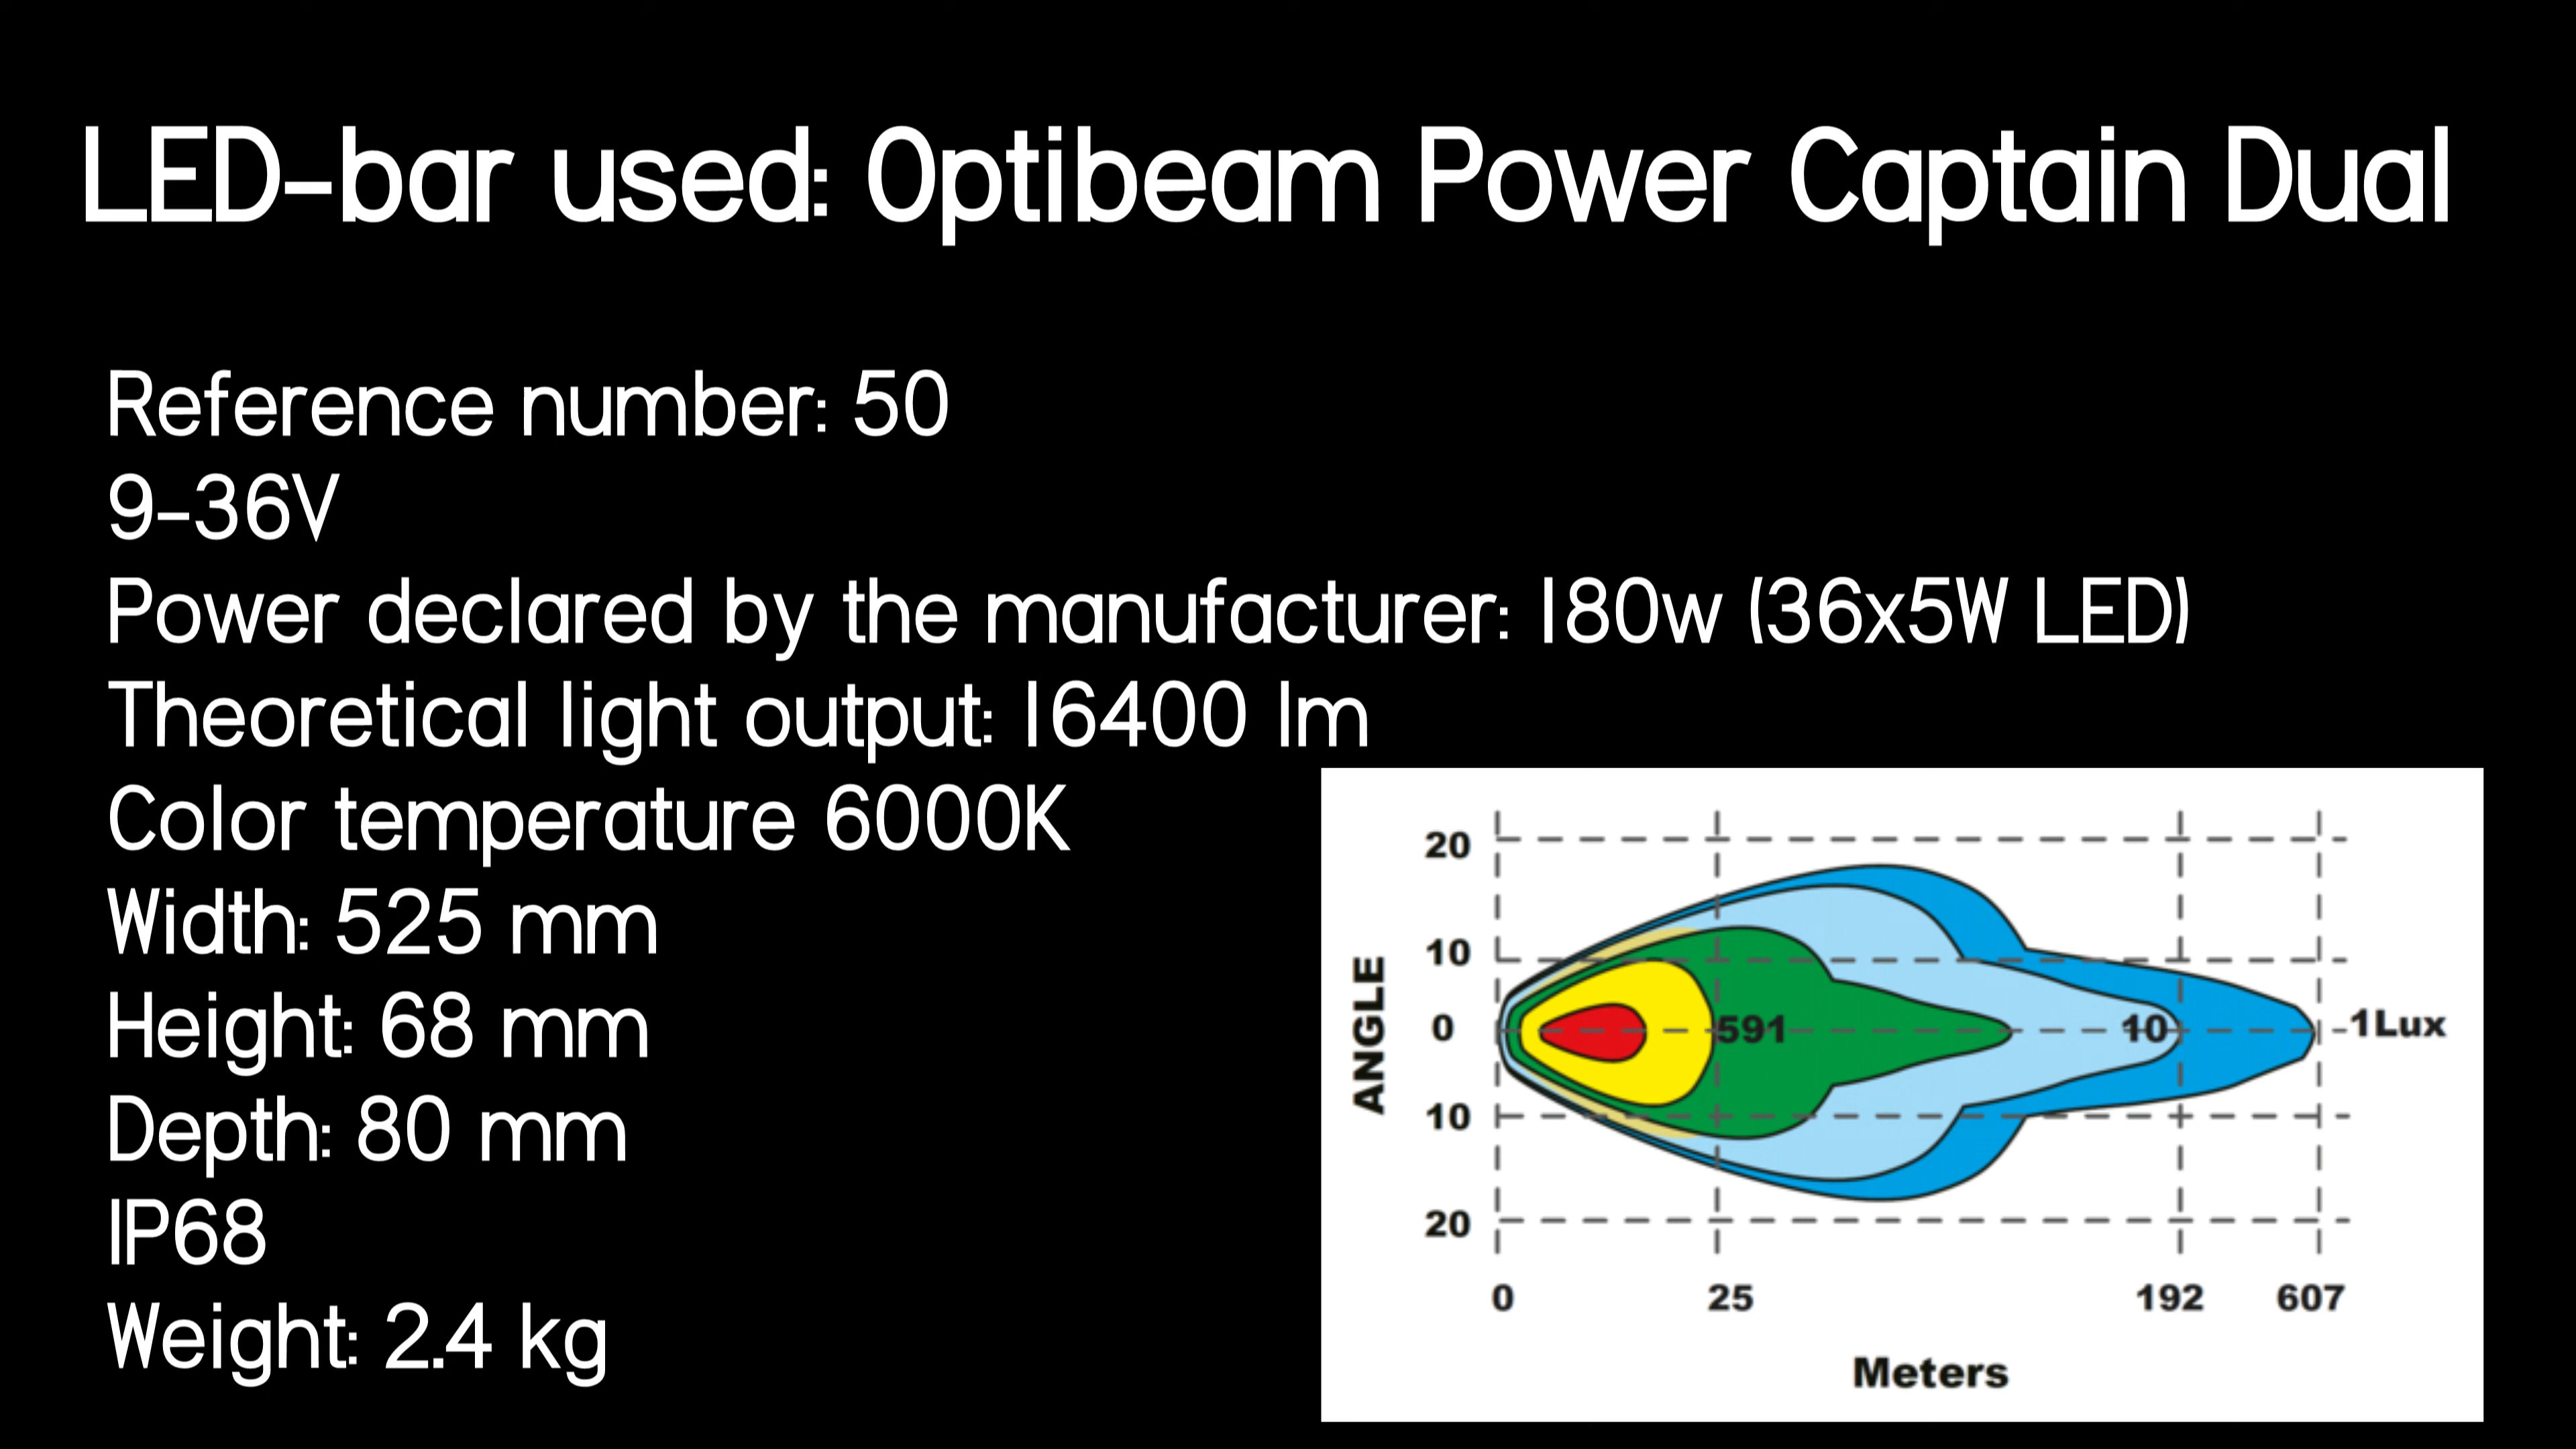 LED-bar used: Optibeam Power Captain Dual
Reference number: 50
9-36V
Power declared by the manufacturer: 180w (36x5W LED)
Theoretical light output: 16400 lm
Color temperature 6000K
Width: 525 mm
Height: 68 mm
Depth: 80 mm
IP68
Weight: 2.4 kg
20
10
ANGLE
0
591
10
1Lux
10
20
0
25
192
607
Meters